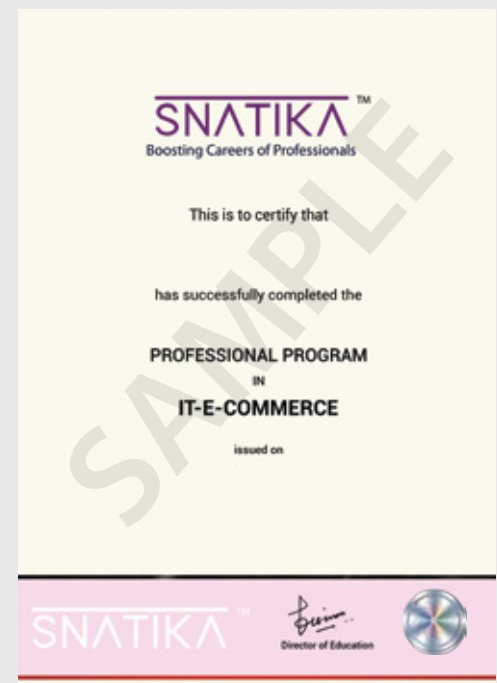 SNATIKA TM
Boosting Careers of Professionals
This is to certify that
has successfully completed the
PROFESSIONAL PROGRAM
IN
IT-E-COMMERCE
issued on
SAMPLE
SNATIKA TM
Director of Education